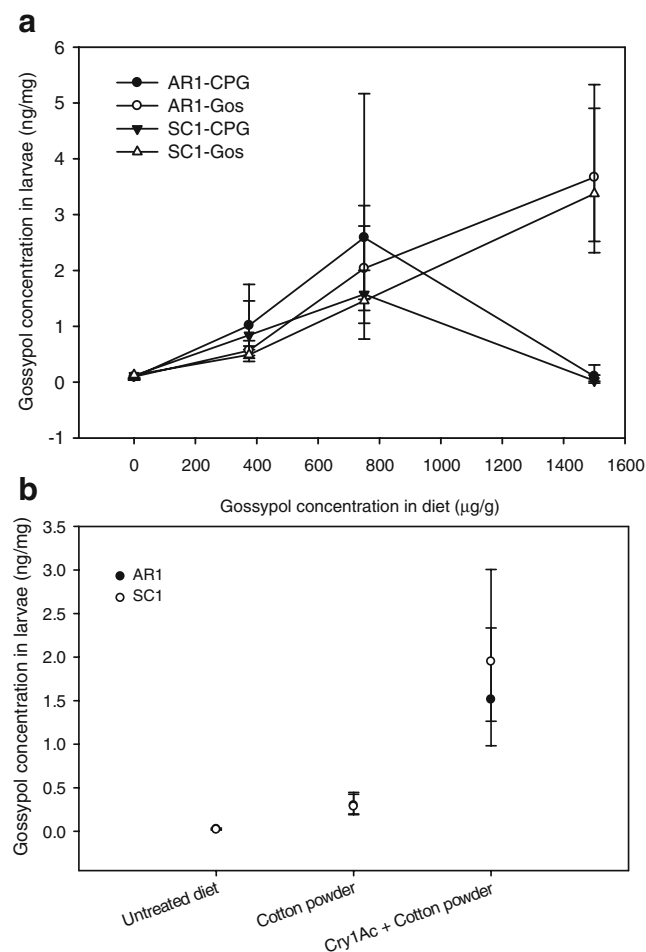 a
6
5
4
3
2
1
0
-1
Gossypol concentration in larvae (ng/mg)
AR1-CPG
AR1-Gos
SC1-CPG
SC1-Gos
0 200 400 600 800 1000 1200 1400 1600
Gossypol concentration in diet (µg/g)
b
3.5
3.0
2.5
2.0
1.5
1.0
0.5
0.0
Gossypol concentration in larvae (ng/mg)
AR1
SC1
Untreated diet
Cotton powder
Cry1Ac + Cotton powder